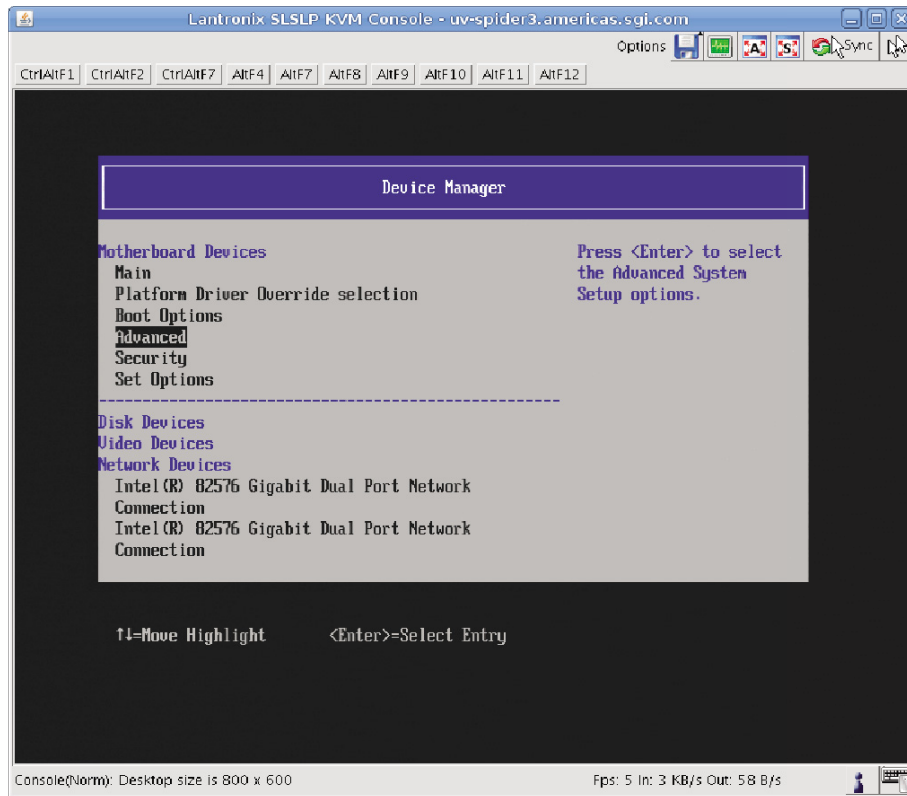 Lantronix SLSLP KVM Console - uv-spider3.americas.sgi.com
Options A S Sync
CtrlAltF1 CtrlAltF2 CtrlAltF7 AltF4 AltF7 AltF8 AltF9 AltF10 AltF11 AltF12
Device Manager
Motherboard Devices
Main
Platform Driver Override selection
Boot Options
Advanced
Security
Set Options
Press <Enter> to select
the Advanced System
Setup options.
--------------------------------------------------------
Disk Devices
Video Devices
Network Devices
Intel(R) 82576 Gigabit Dual Port Network
Connection
Intel(R) 82576 Gigabit Dual Port Network
Connection
↑↓=Move Highlight <Enter>=Select Entry
Console(Norm): Desktop size is 800 x 600 Fps: 5 In: 3 KB/s Out: 58 B/s